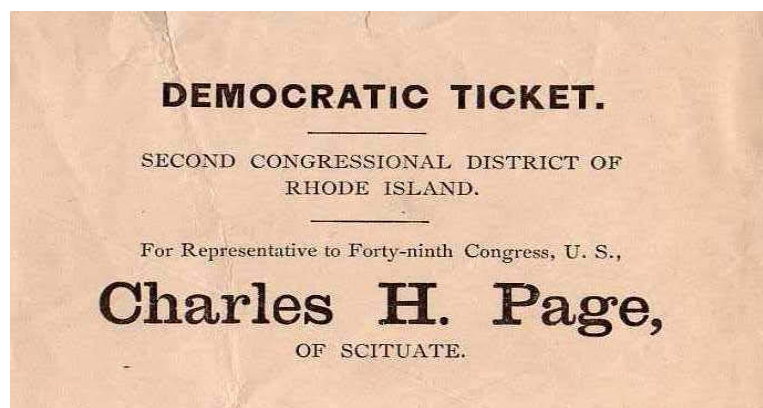 DEMOCRATIC TICKET.
SECOND CONGRESSIONAL DISTRICT OF
RHODE ISLAND.
For Representative to Forty-ninth Congress, U. S.,
Charles H. Page,
OF SCITUATE.